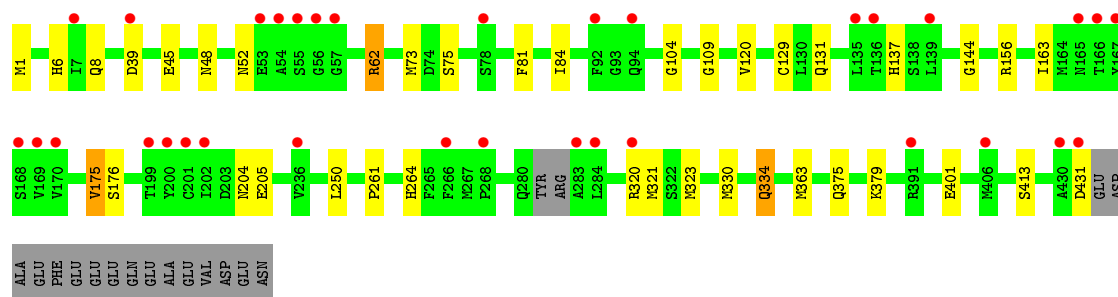 M1 H6 I7 Q8 D39 E45 N48 N52 E53 A54 S55 G56 G57 R62 M73 D74 S75 S78 F81 I84 F92 G93 Q94 G104 G109 V120 C129 L130 Q131 L135 T136 H137 S138 L139 G144 R156 I163 M164 N165 T166 Y167
S168 V169 V170 V175 S176 T199 Y200 C201 I202 D203 N204 E205 V236 L250 P261 H264 F265 F266 M267 P268 Q280 TYR ARG A283 L284 R320 M321 S322 M323 M330 Q334 M363 Q375 K379 R391 E401 M406 S413 A430 D431 GLU ASP
ALA GLU PHE GLU GLU GLU GLN GLU ALA GLU VAL ASP GLU ASN